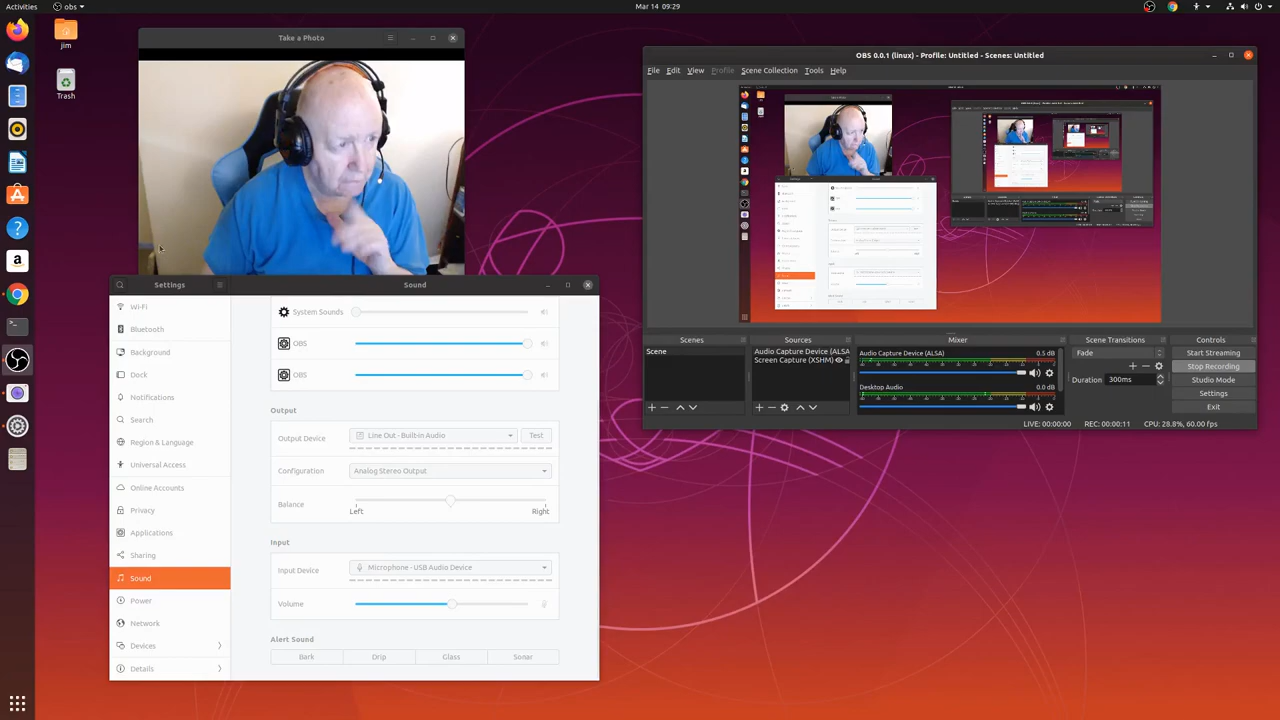 Activities
obs
Mar 14 09:29
jim
Trash
Take a Photo
OBS 0.0.1 (linux) - Profile: Untitled - Scenes: Untitled
File Edit View Profile Scene Collection Tools Help
Settings
Sound
Wi-Fi
Bluetooth
Background
Dock
Notifications
Search
Region & Language
Universal Access
Online Accounts
Privacy
Applications
Sharing
Sound
Power
Network
Devices
Details
System Sounds
OBS
OBS
Output
Output Device
Line Out - Built-in Audio
Test
Configuration
Analog Stereo Output
Balance
Left
Right
Input
Input Device
Microphone - USB Audio Device
Volume
Alert Sound
Bark
Drip
Glass
Sonar
Scenes
Scene
Sources
Audio Capture Device (ALSA
Screen Capture (XSHM)
Mixer
Audio Capture Device (ALSA)
0.5 dB
Desktop Audio
0.0 dB
Scene Transitions
Fade
Duration
300ms
Controls
Start Streaming
Stop Recording
Studio Mode
Settings
Exit
LIVE: 00:00:00
REC: 00:00:11
CPU: 28.8%, 60.00 fps